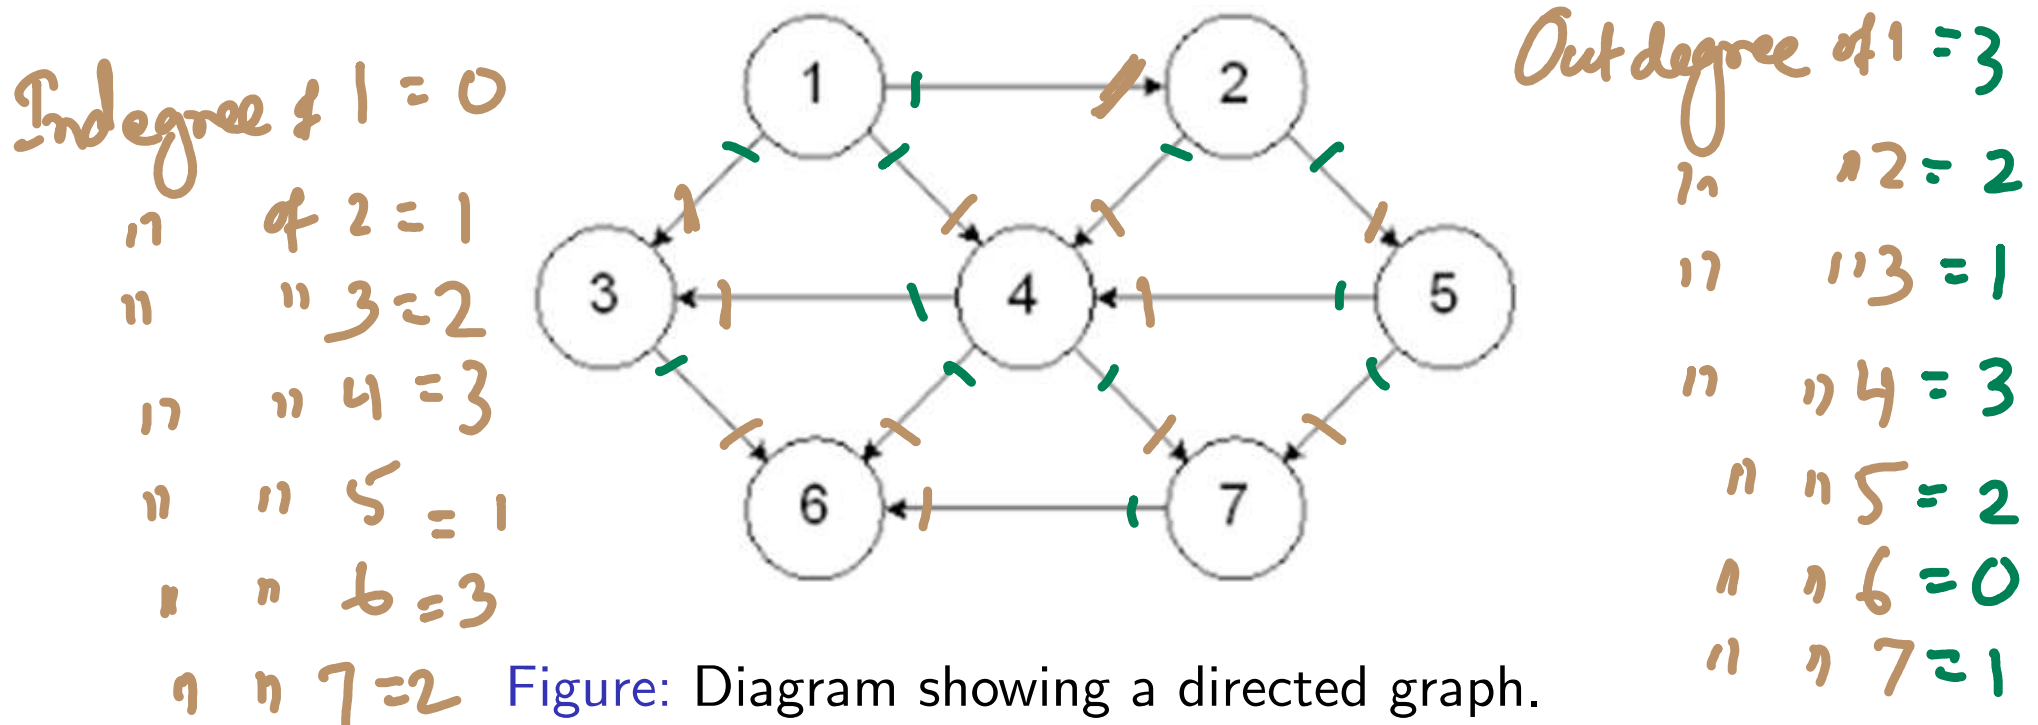 Indegree of 1 = 0
" of 2 = 1
" " 3 = 2
" " 4 = 3
" " 5 = 1
" " 6 = 3
" " 7 = 2
1
2
3
4
5
6
7
Outdegree of 1 = 3
" " 2 = 2
" " 3 = 1
" " 4 = 3
" " 5 = 2
" " 6 = 0
" " 7 = 1
Figure: Diagram showing a directed graph.